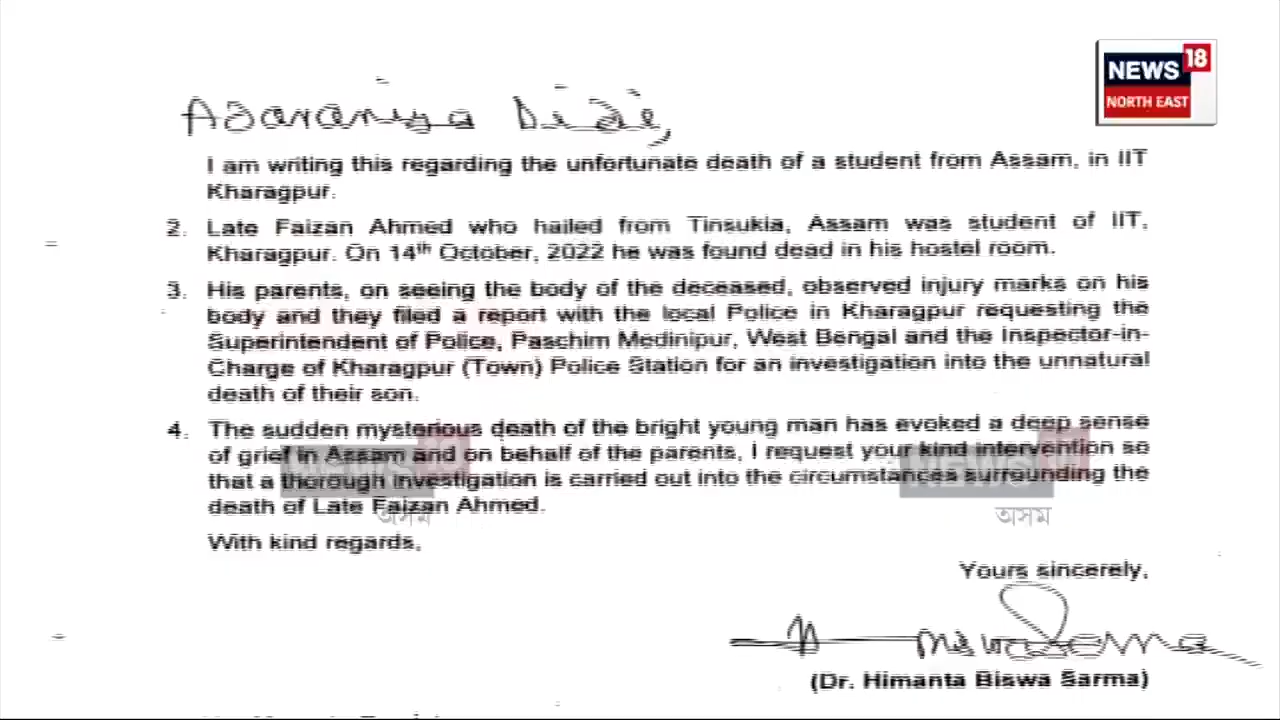 NEWS 18
NORTH EAST
Adaraniya Didi,
I am writing this regarding the unfortunate death of a student from Assam, in IIT
Kharagpur.
2. Late Faizan Ahmed who hailed from Tinsukia, Assam was student of IIT,
Kharagpur. On 14th October, 2022 he was found dead in his hostel room.
3. His parents, on seeing the body of the deceased, observed injury marks on his
body and they filed a report with the local Police in Kharagpur requesting the
Superintendent of Police, Paschim Medinipur, West Bengal and the Inspector-in-
Charge of Kharagpur (Town) Police Station for an investigation into the unnatural
death of their son.
4. The sudden mysterious death of the bright young man has evoked a deep sense
of grief in Assam and on behalf of the parents, I request your kind intervention so
that a thorough investigation is carried out into the circumstances surrounding the
death of Late Faizan Ahmed.
অসম অসম
With kind regards,
Yours sincerely,
(Dr. Himanta Biswa Sarma)